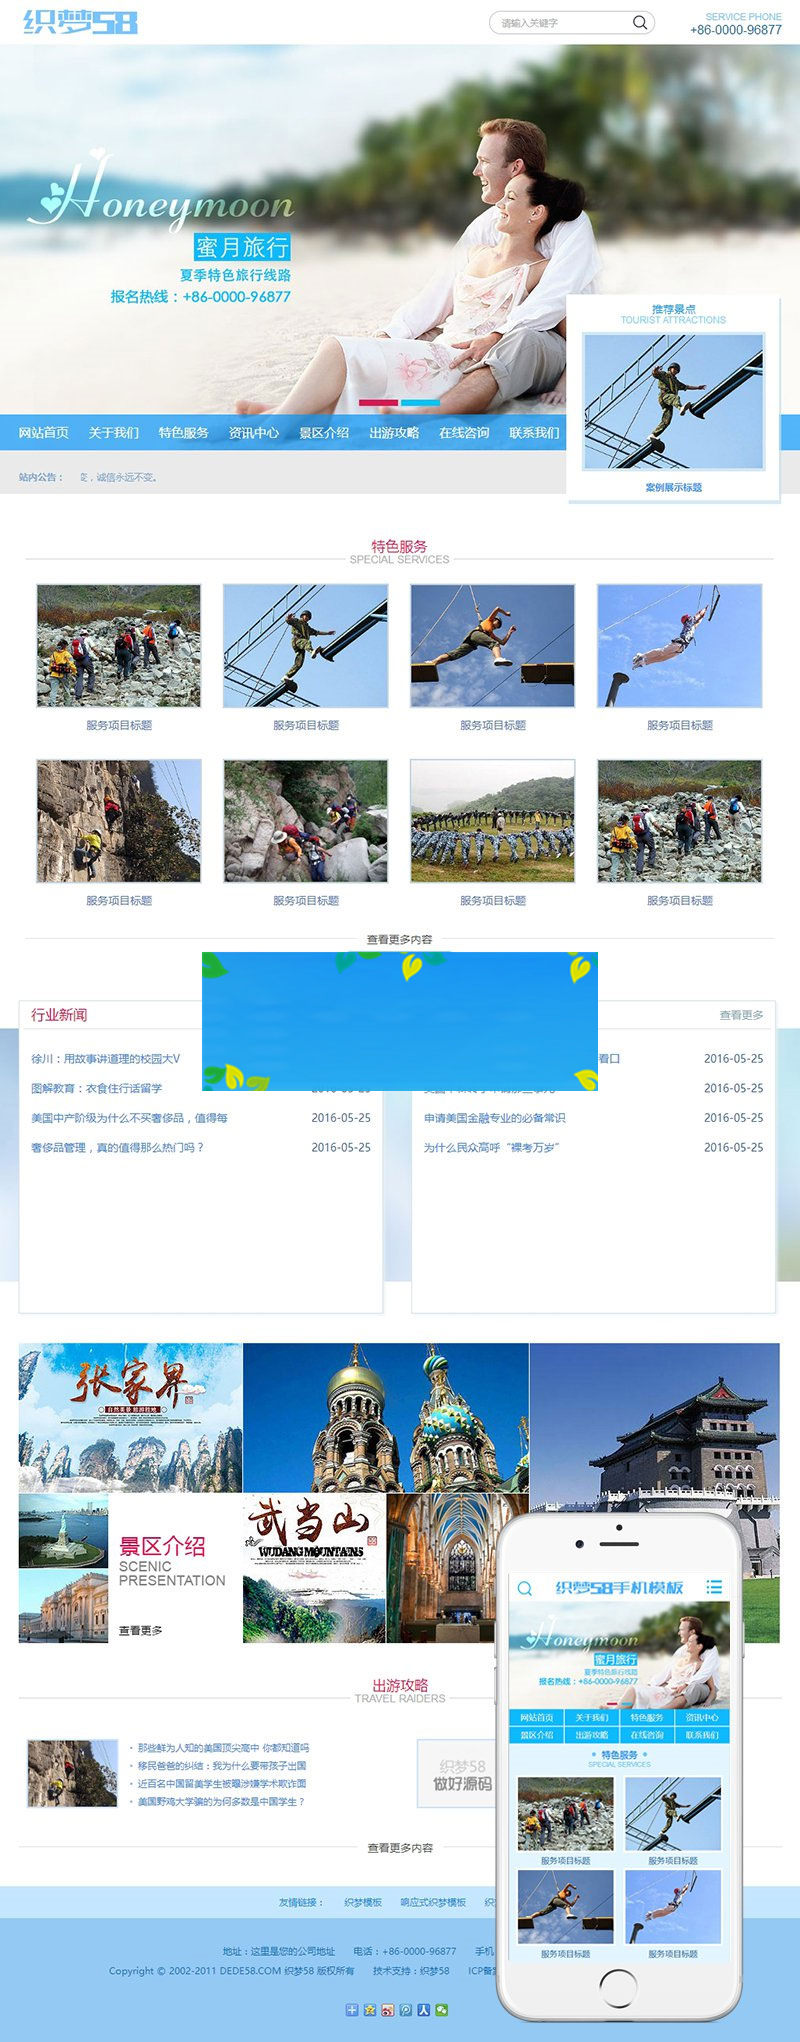 织梦58
请输入关键字
SERVICE PHONE
+86-0000-96877
Honeymoon
蜜月旅行
夏季特色旅行线路
报名热线：+86-0000-96877
推荐景点
TOURIST ATTRACTIONS
案例展示标题
网站首页 关于我们 特色服务 资讯中心 景区介绍 出游攻略 在线咨询 联系我们
站内公告： 变，诚信永远不变。
特色服务
SPECIAL SERVICES
服务项目标题 服务项目标题 服务项目标题 服务项目标题
服务项目标题 服务项目标题 服务项目标题 服务项目标题
查看更多内容
行业新闻
徐川：用故事讲道理的校园大V
图解教育：衣食住行话留学
美国中产阶级为什么不买奢侈品，值得每 2016-05-25
奢侈品管理，真的值得那么热门吗？ 2016-05-25
查看更多
看口 2016-05-25
2016-05-25
申请美国金融专业的必备常识 2016-05-25
为什么民众高呼“裸考万岁” 2016-05-25
张家界
自然美景 旅游胜地
景区介绍
SCENIC
PRESENTATION
查看更多
武当山
WUDANG MOUNTAINS
出游攻略
TRAVEL RAIDERS
那些鲜为人知的美国顶尖高中 你都知道吗
移民爸爸的纠结：我为什么要带孩子出国
近百名中国留美学生被曝涉嫌学术欺诈面
美国野鸡大学骗的为何多数是中国学生？
织梦58
做好源码
查看更多内容
友情链接： 织梦模板 响应式织梦模板 织
地址：这里是您的公司地址 电话：+86-0000-96877 手机
Copyright © 2002-2011 DEDE58.COM 织梦58 版权所有 技术支持：织梦58 ICP备
织梦58手机模板
Honeymoon
蜜月旅行
夏季特色旅行线路
报名热线：+86-0000-96877
网站首页 关于我们 特色服务 资讯中心
景区介绍 出游攻略 在线咨询 联系我们
特色服务
SPECIAL SERVICES
服务项目标题 服务项目标题
服务项目标题 服务项目标题